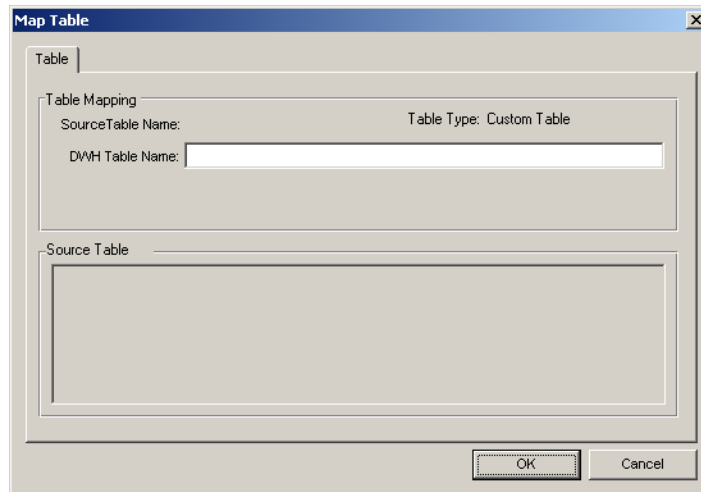 Map Table
Table
Table Mapping
SourceTable Name:
Table Type: Custom Table
DWH Table Name:
Source Table
OK
Cancel